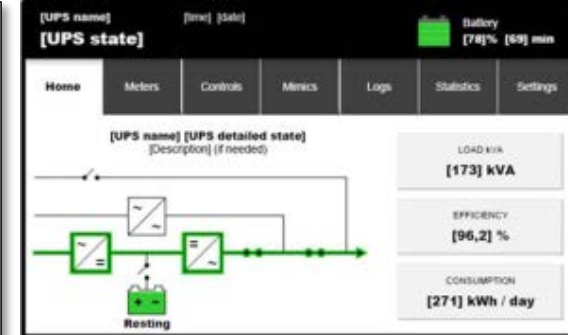 [UPS name] [time] [date] Battery
[UPS state] [78]% [69] min
Home Meters Controls Mimics Logs Statistics Settings
[UPS name] [UPS detailed state]
[Description] (if needed)
LOAD kVA
[173] kVA
EFFICIENCY
[96,2] %
CONSUMPTION
[271] kWh / day
Resting